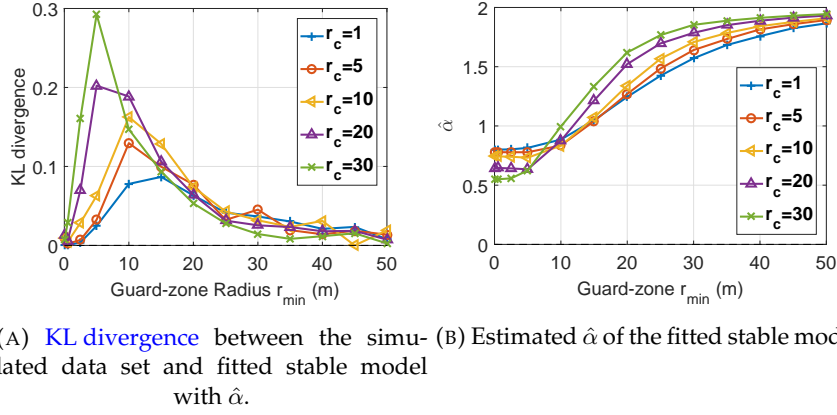 0.3
0.2
0.1
0
KL divergence
r_c=1
r_c=5
r_c=10
r_c=20
r_c=30
0 10 20 30 40 50
Guard-zone Radius r_min (m)
2
1.5
1
0.5
0
α̂
r_c=1
r_c=5
r_c=10
r_c=20
r_c=30
0 10 20 30 40 50
Guard-zone r_min (m)
(A) KL divergence between the simu-
lated data set and fitted stable model
with α̂.
(B) Estimated α̂ of the fitted stable mod